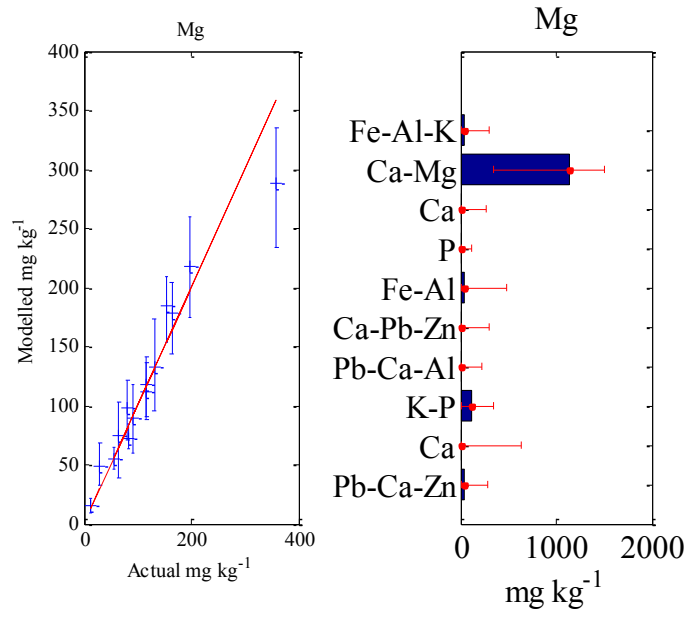 Mg
400
350
300
250
200
150
100
50
0
Modelled mg kg⁻¹
0 200 400
Actual mg kg⁻¹
Mg
Fe-Al-K
Ca-Mg
Ca
P
Fe-Al
Ca-Pb-Zn
Pb-Ca-Al
K-P
Ca
Pb-Ca-Zn
0 1000 2000
mg kg⁻¹